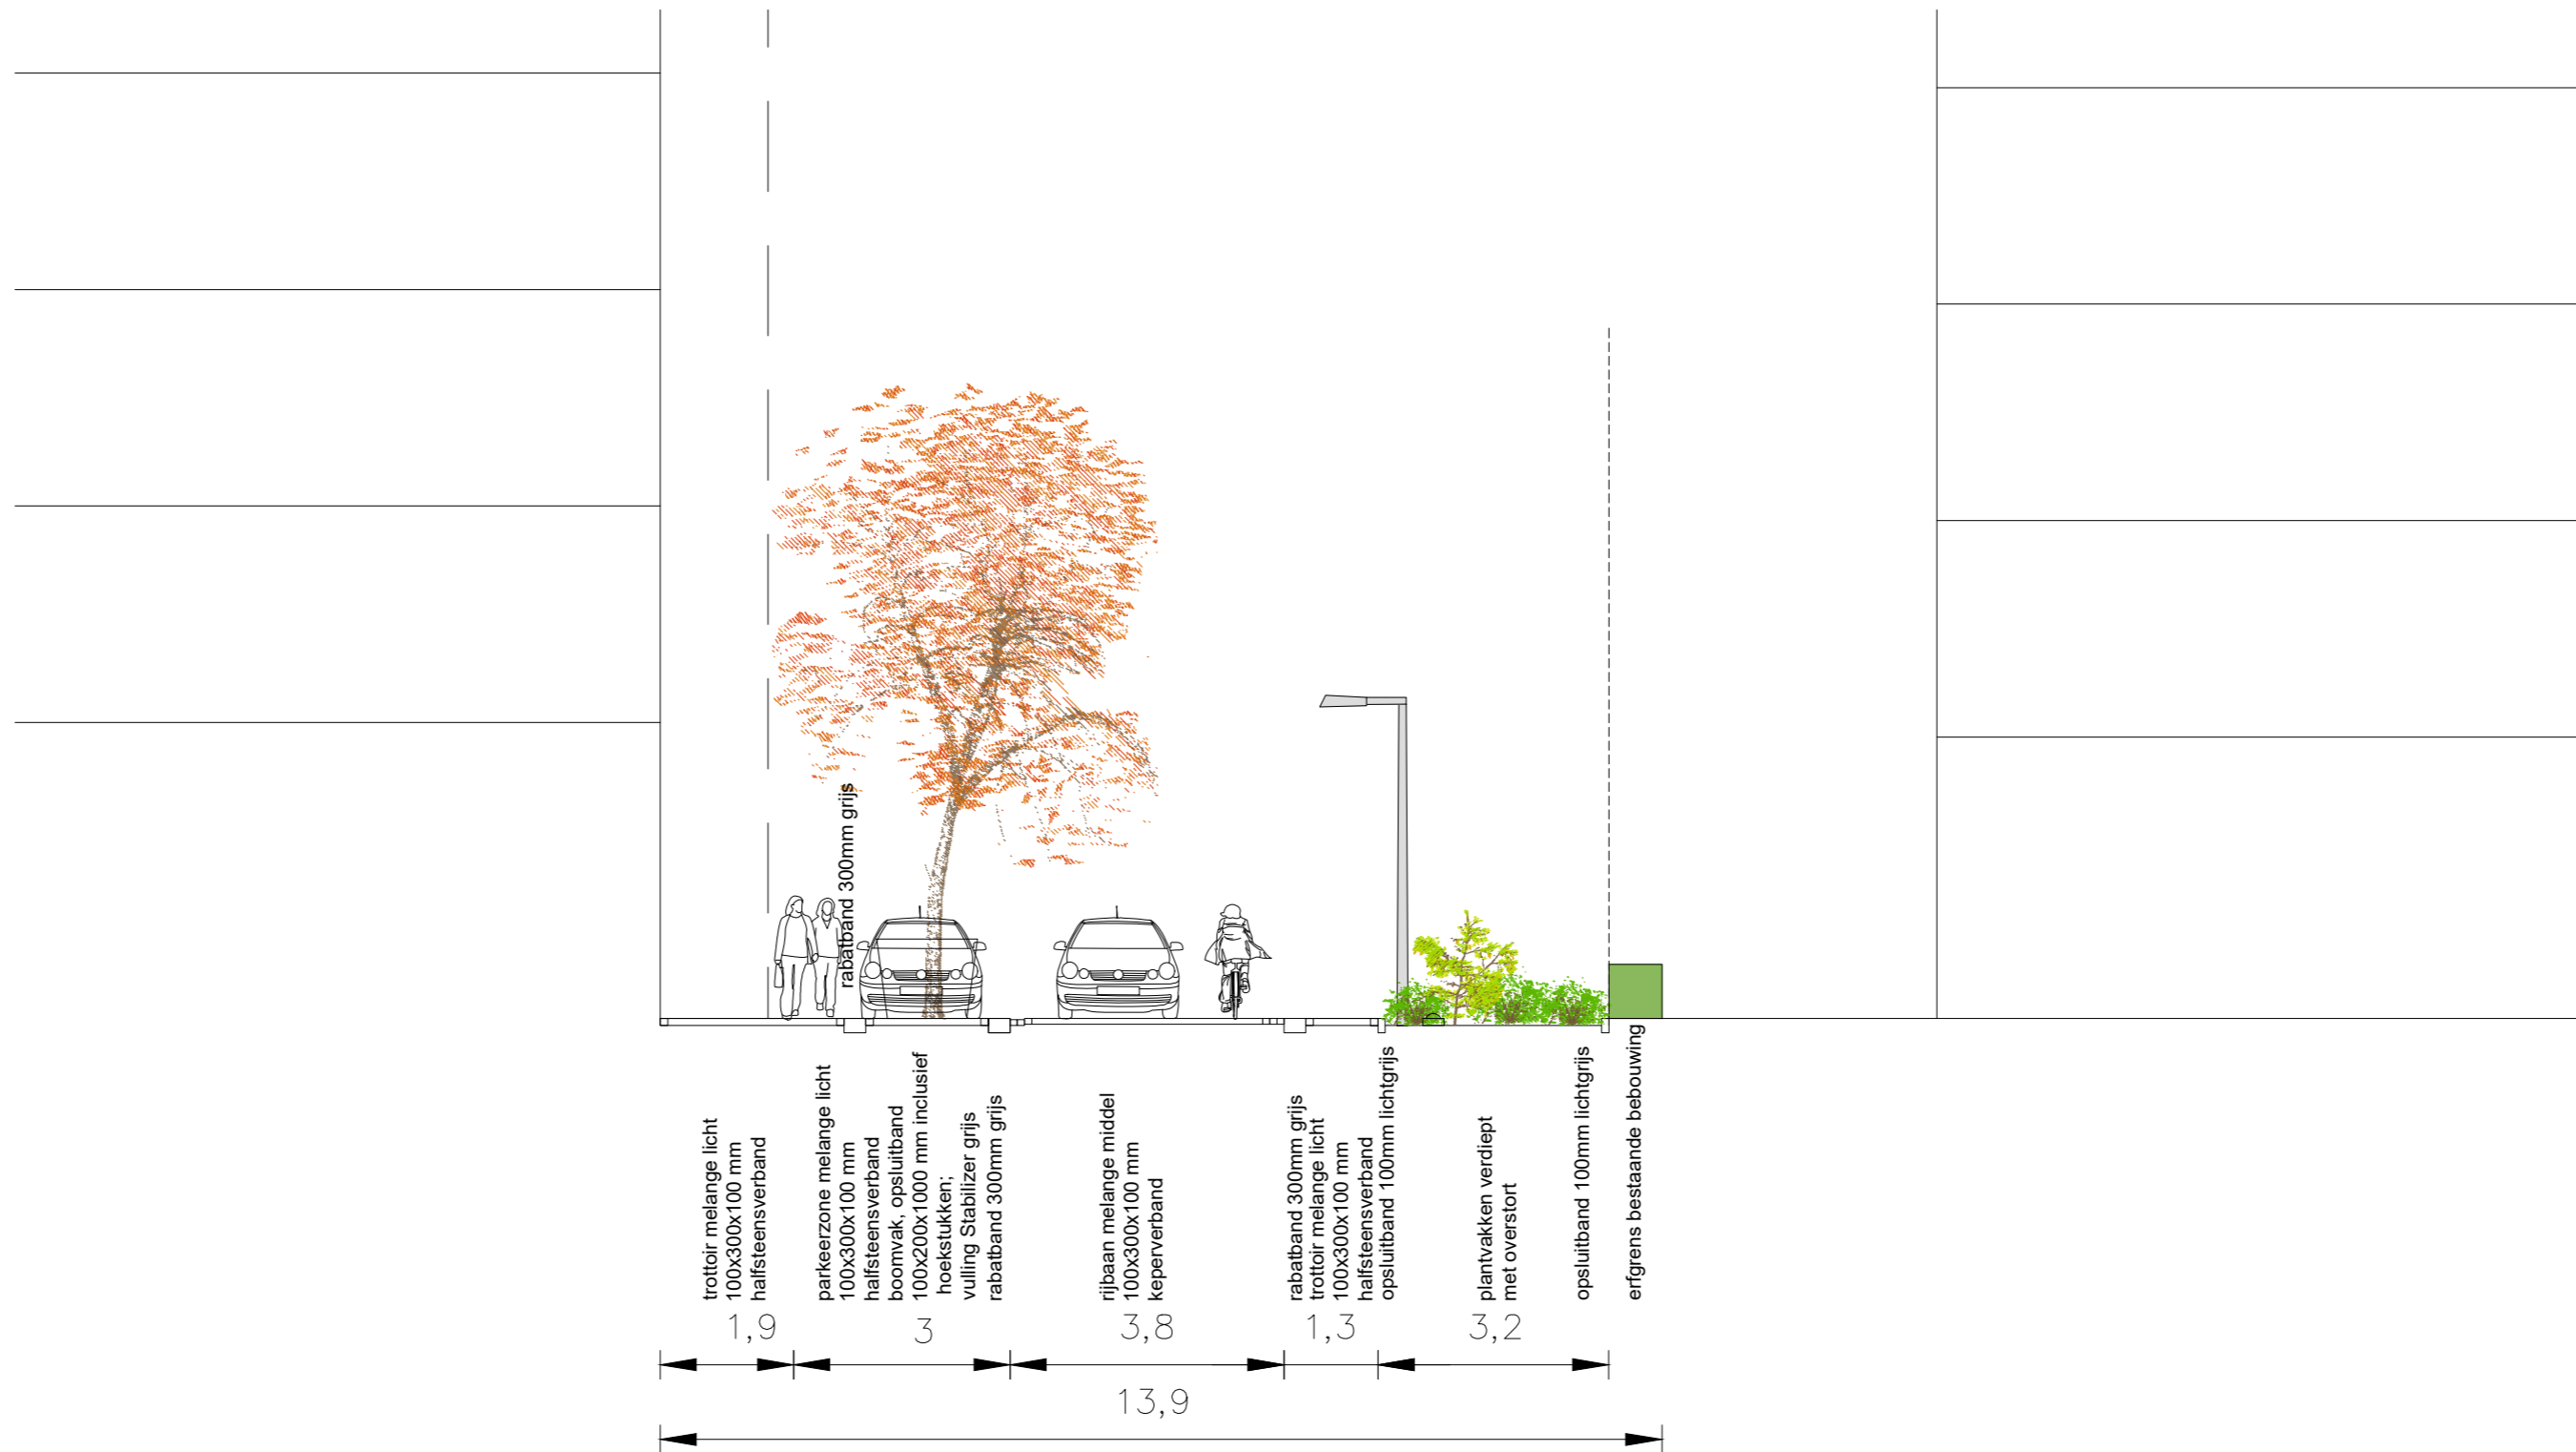 rabatband 300mm grijs
trottoir melange licht
100x300x100 mm
halfsteensverband
parkeerzone melange licht
100x300x100 mm
halfsteensverband
boomvak, opsluitband
100x200x1000 mm inclusief
hoekstukken;
vulling Stabilizer grijs
rabatband 300mm grijs
rijbaan melange middel
100x300x100 mm
keperverband
rabatband 300mm grijs
trottoir melange licht
100x300x100 mm
halfsteensverband
opsluitband 100mm lichtgrijs
plantvakken verdiept
met overstort
opsluitband 100mm lichtgrijs
erfgrens bestaande bebouwing
1,9
3
3,8
1,3
3,2
13,9